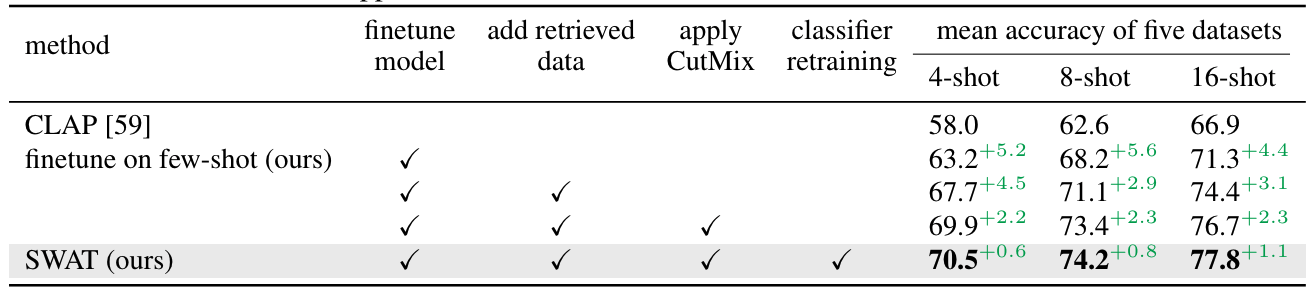 method finetune model add retrieved data apply CutMix classifier retraining mean accuracy of five datasets
4-shot 8-shot 16-shot
CLAP [59] 58.0 62.6 66.9
finetune on few-shot (ours) ✓ 63.2+5.2 68.2+5.6 71.3+4.4
✓ ✓ 67.7+4.5 71.1+2.9 74.4+3.1
✓ ✓ ✓ 69.9+2.2 73.4+2.3 76.7+2.3
SWAT (ours) ✓ ✓ ✓ ✓ 70.5+0.6 74.2+0.8 77.8+1.1